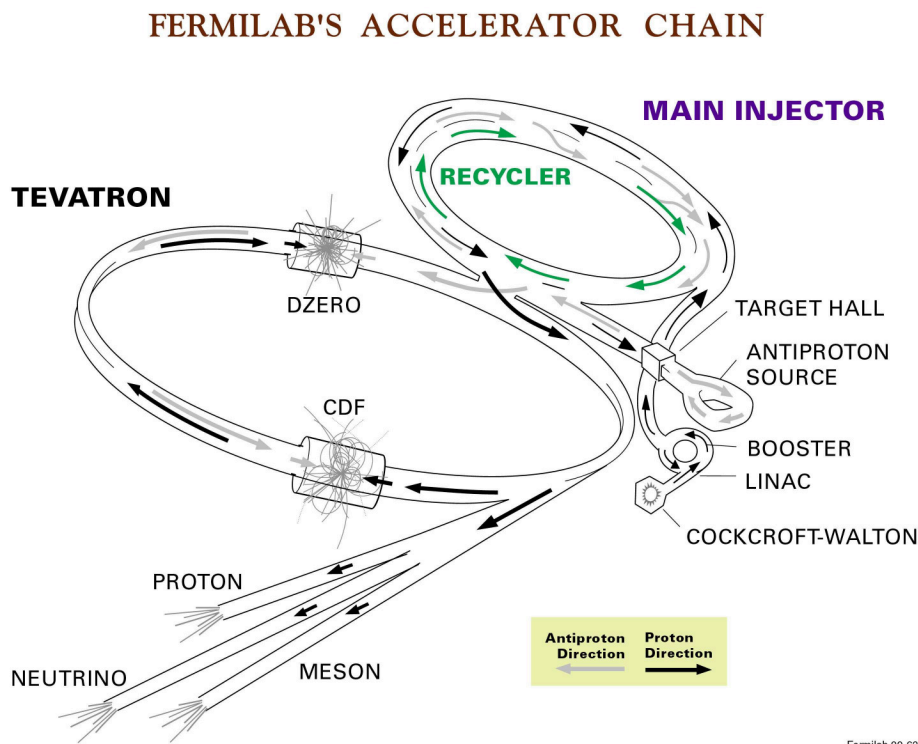 FERMILAB'S ACCELERATOR CHAIN
MAIN INJECTOR
RECYCLER
TEVATRON
DZERO
TARGET HALL
ANTIPROTON
SOURCE
CDF
BOOSTER
LINAC
COCKCROFT-WALTON
PROTON
NEUTRINO
MESON
Antiproton
Direction
Proton
Direction